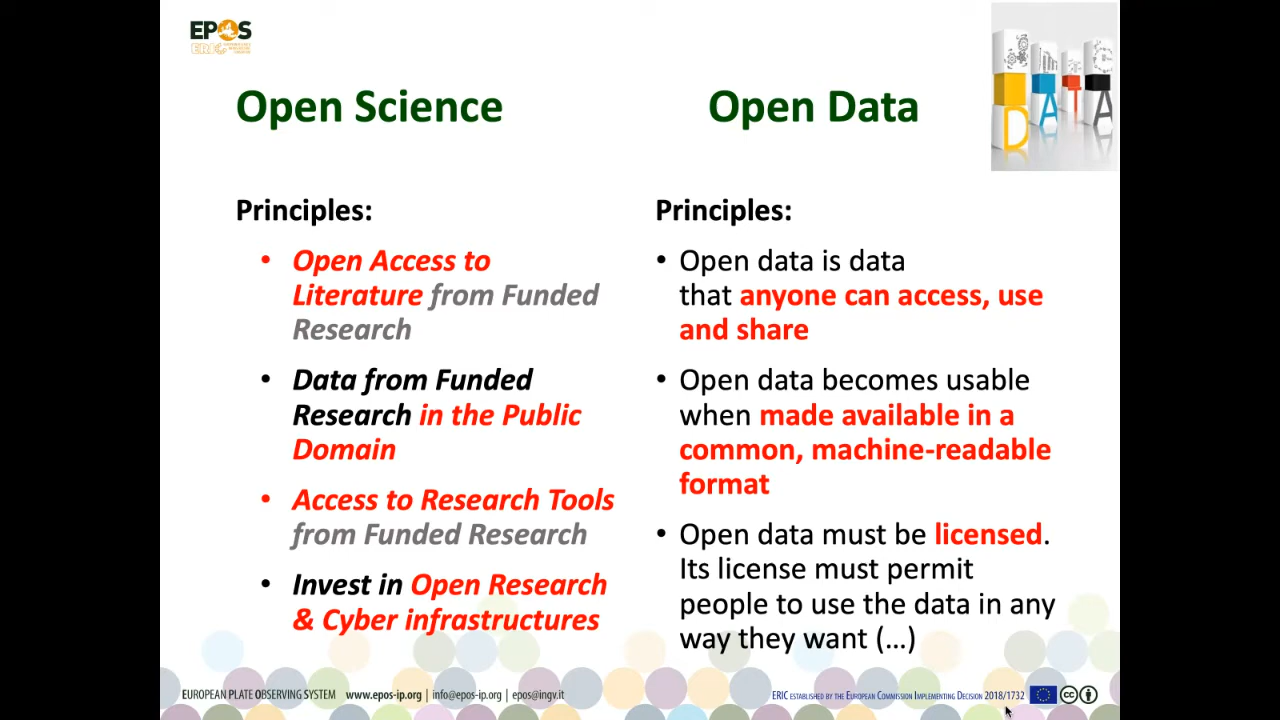 EPOS
ERIC
Open Science
Open Data
DATA
Principles:
• Open Access to
Literature from Funded
Research
• Data from Funded
Research in the Public
Domain
• Access to Research Tools
from Funded Research
• Invest in Open Research
& Cyber infrastructures
Principles:
• Open data is data
that anyone can access, use
and share
• Open data becomes usable
when made available in a
common, machine-readable
format
• Open data must be licensed.
Its license must permit
people to use the data in any
way they want (...)
EUROPEAN PLATE OBSERVING SYSTEM www.epos-ip.org | info@epos-ip.org | epos@ingv.it
ERIC ESTABLISHED BY THE EUROPEAN COMMISSION IMPLEMENTING DECISION 2018/1732
cc